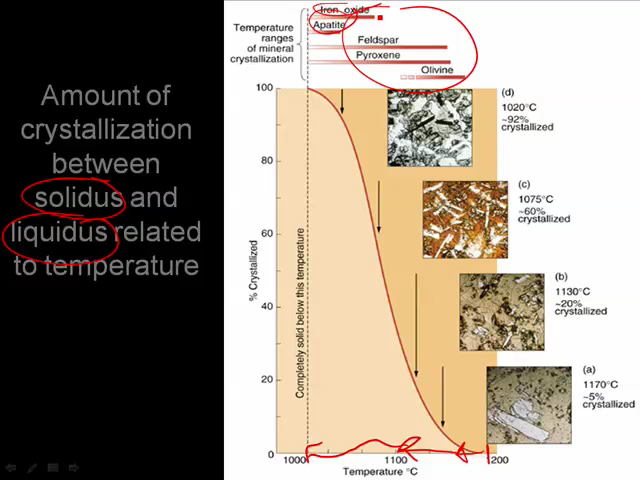 Amount of
crystallization
between
solidus and
liquidus related
to temperature
Temperature
ranges
of mineral
crystallization
Iron oxide
Apatite
Feldspar
Pyroxene
Olivine
100
80
60
40
20
0
% Crystallized
Completely solid below this temperature
(d)
1020°C
~92%
crystallized
(c)
1075°C
~60%
crystallized
(b)
1130°C
~20%
crystallized
(a)
1170°C
~5%
crystallized
1000
1100
1200
Temperature °C